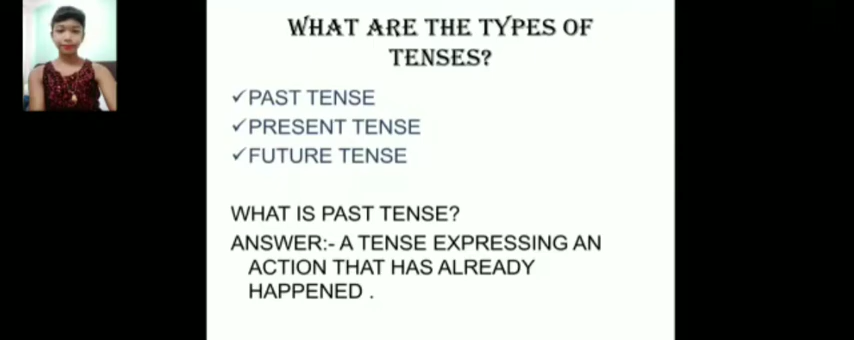 WHAT ARE THE TYPES OF
TENSES?
✓PAST TENSE
✓PRESENT TENSE
✓FUTURE TENSE
WHAT IS PAST TENSE?
ANSWER:- A TENSE EXPRESSING AN
ACTION THAT HAS ALREADY
HAPPENED .